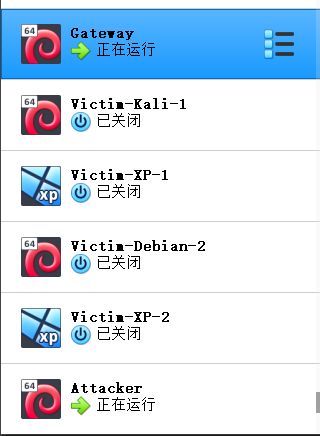 64
Gateway
正在运行
64
Victim-Kali-1
已关闭
xp
Victim-XP-1
已关闭
64
Victim-Debian-2
已关闭
xp
Victim-XP-2
已关闭
64
Attacker
正在运行